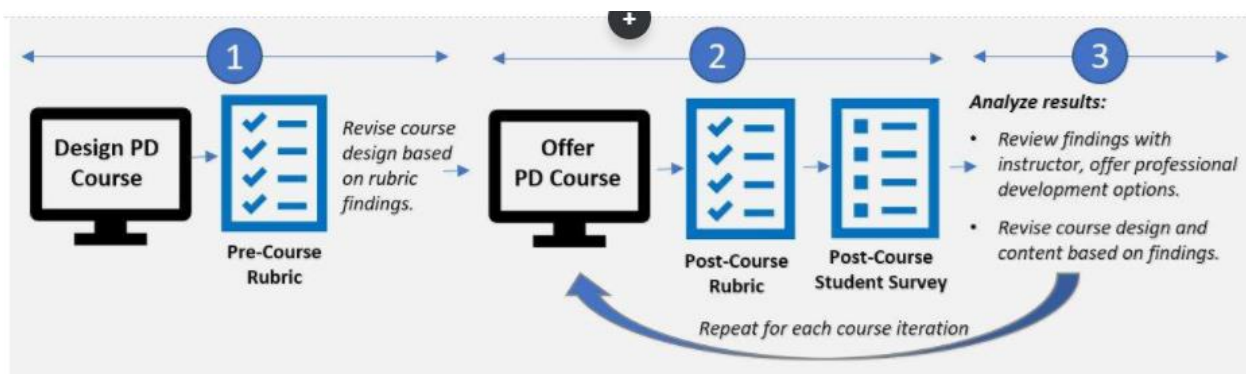 +
1
2
3
Design PD
Course
Pre-Course
Rubric
Revise course
design based
on rubric
findings.
Offer
PD Course
Post-Course
Rubric
Post-Course
Student Survey
Analyze results:
• Review findings with
instructor, offer professional
development options.
• Revise course design and
content based on findings.
Repeat for each course iteration